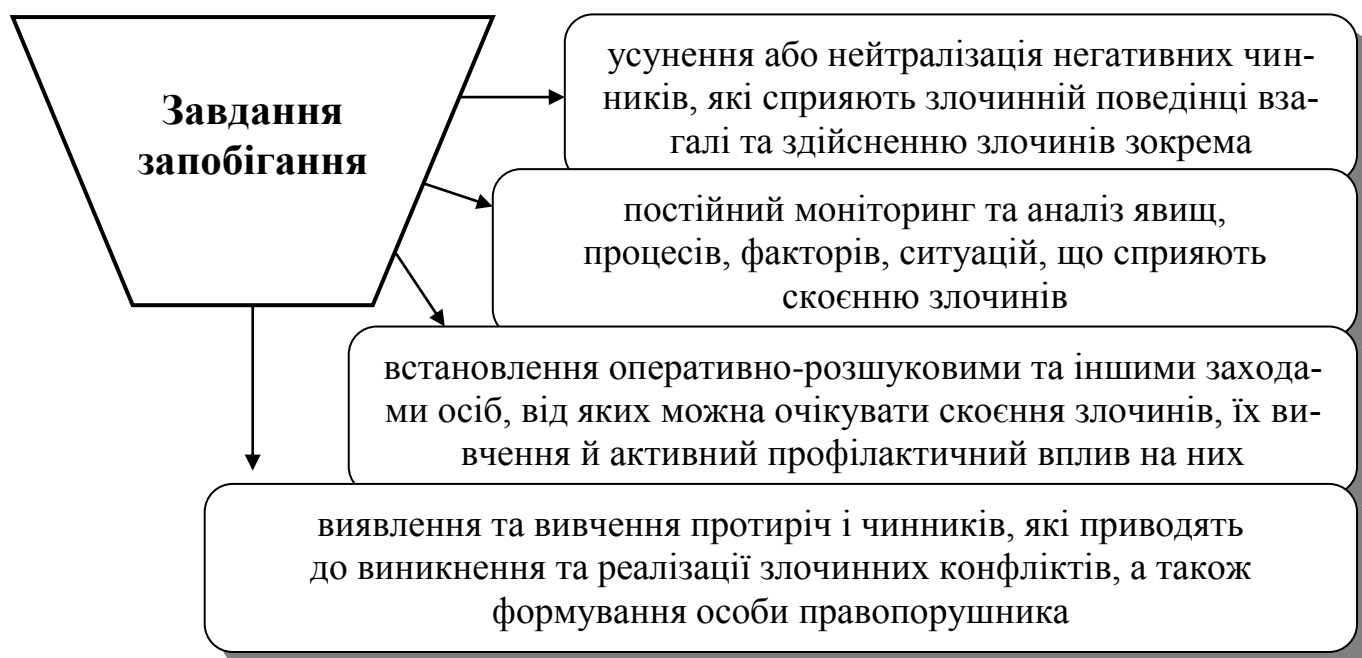 Завдання
запобігання
усунення або нейтралізація негативних чин-
ників, які сприяють злочинній поведінці вза-
галі та здійсненню злочинів зокрема
постійний моніторинг та аналіз явищ,
процесів, факторів, ситуацій, що сприяють
скоєнню злочинів
встановлення оперативно-розшуковими та іншими захода-
ми осіб, від яких можна очікувати скоєння злочинів, їх ви-
вчення й активний профілактичний вплив на них
виявлення та вивчення протиріч і чинників, які приводять
до виникнення та реалізації злочинних конфліктів, а також
формування особи правопорушника